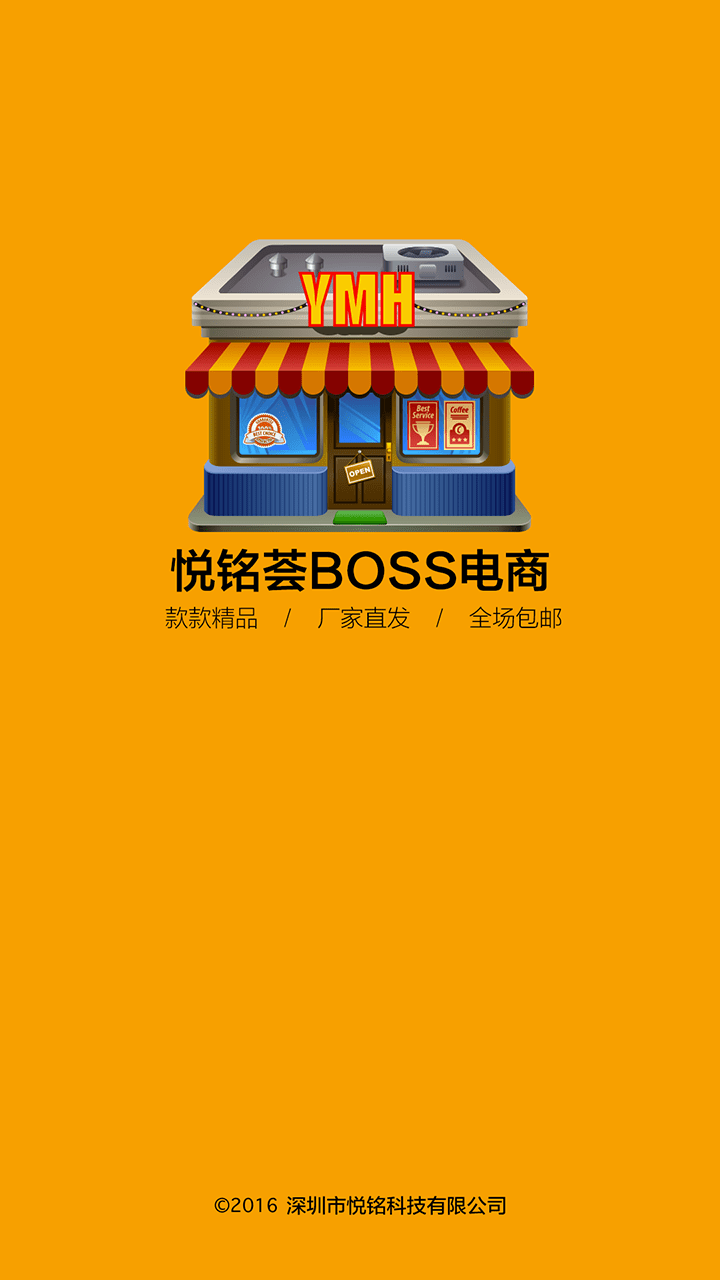 YMH
Best
Service
Coffee
BEST CHOICE
OPEN
悦铭荟BOSS电商
款款精品 / 厂家直发 / 全场包邮
©2016 深圳市悦铭科技有限公司